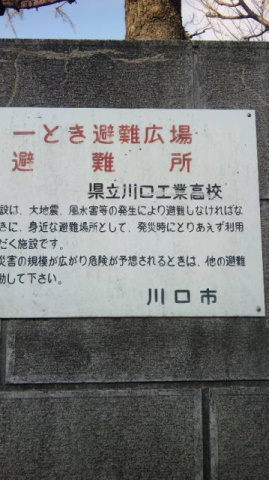 一とき避難広場
避難所
県立川口工業高校
設は、大地震、風水害等の発生により避難しなければな
きに、身近な避難場所として、発災時にとりあえず利用
だく施設です。
災害の規模が広がり危険が予想されるときは、他の避難
動して下さい。
川口市